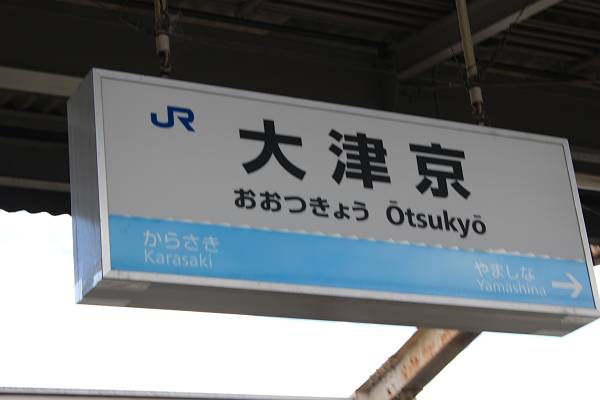 JR
大津京
おおつきょう Ōtsukyō
からさき
Karasaki
やましな
Yamashina